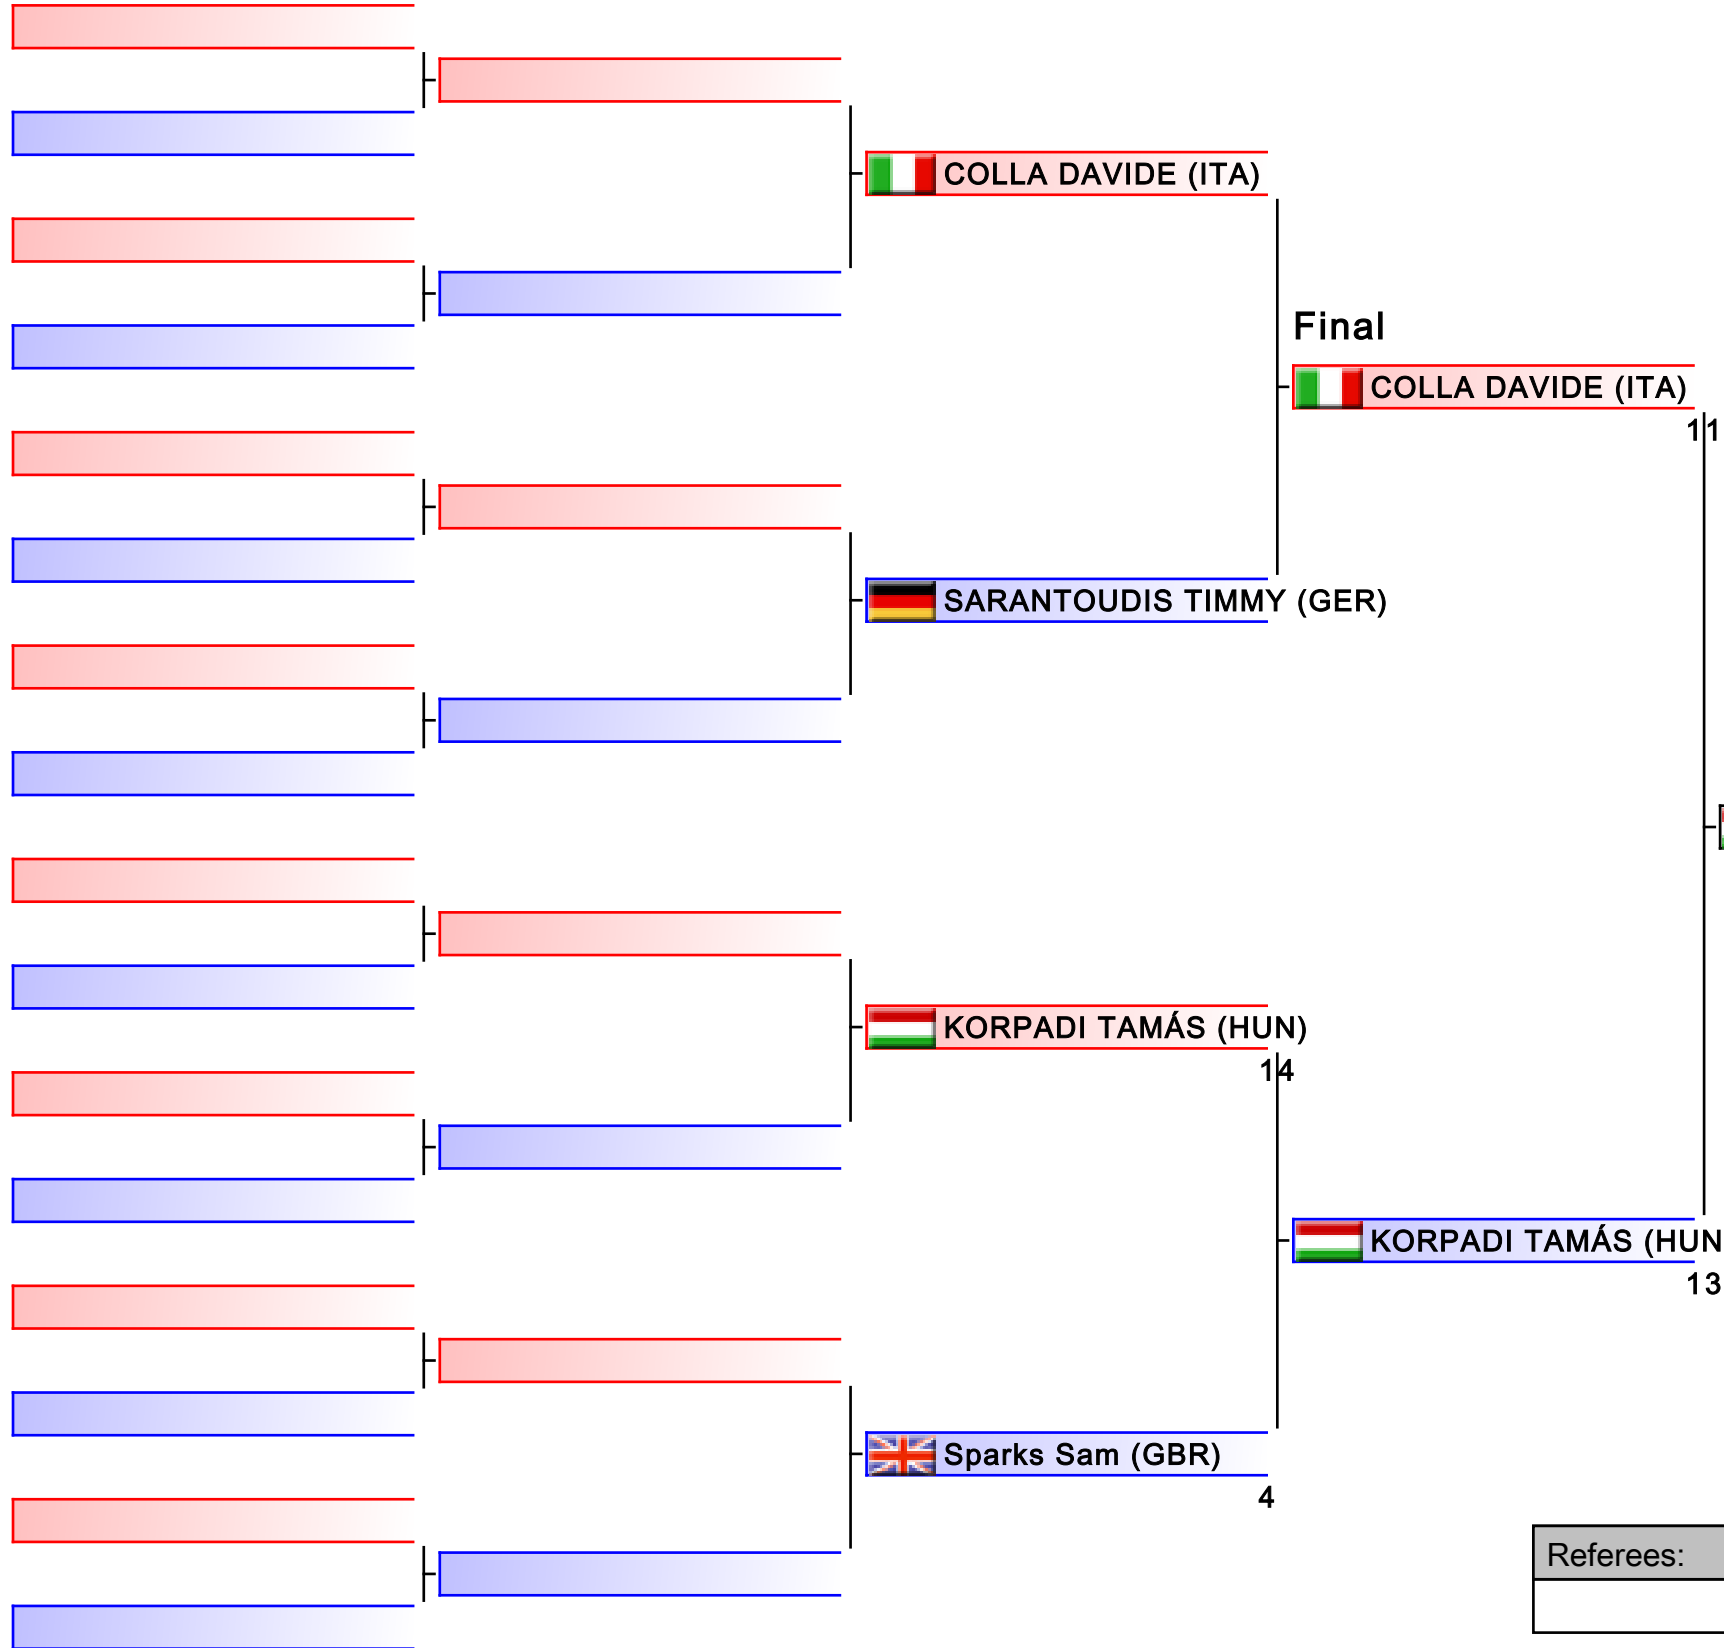 COLLA DAVIDE (ITA)
Final
COLLA DAVIDE (ITA)
11
SARANTOUDIS TIMMY (GER)
KORPADI TAMÁS (HUN)
14
KORPADI TAMÁS (HUN
13
Sparks Sam (GBR)
4
Referees: